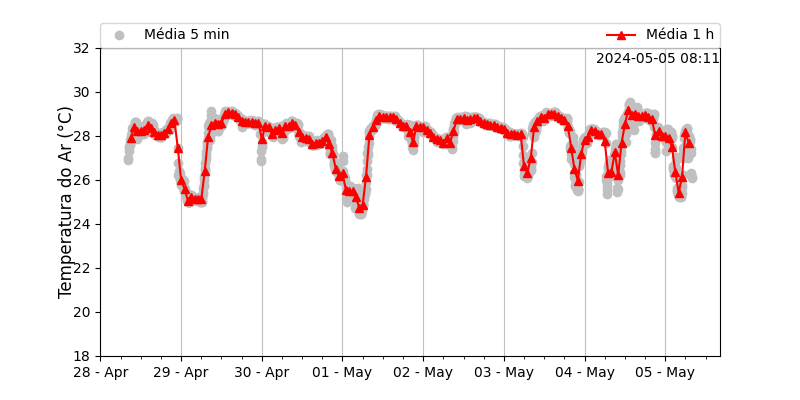 Média 5 min
Média 1 h
2024-05-05 08:11
Temperatura do Ar (°C)
32
30
28
26
24
22
20
18
28 - Apr
29 - Apr
30 - Apr
01 - May
02 - May
03 - May
04 - May
05 - May